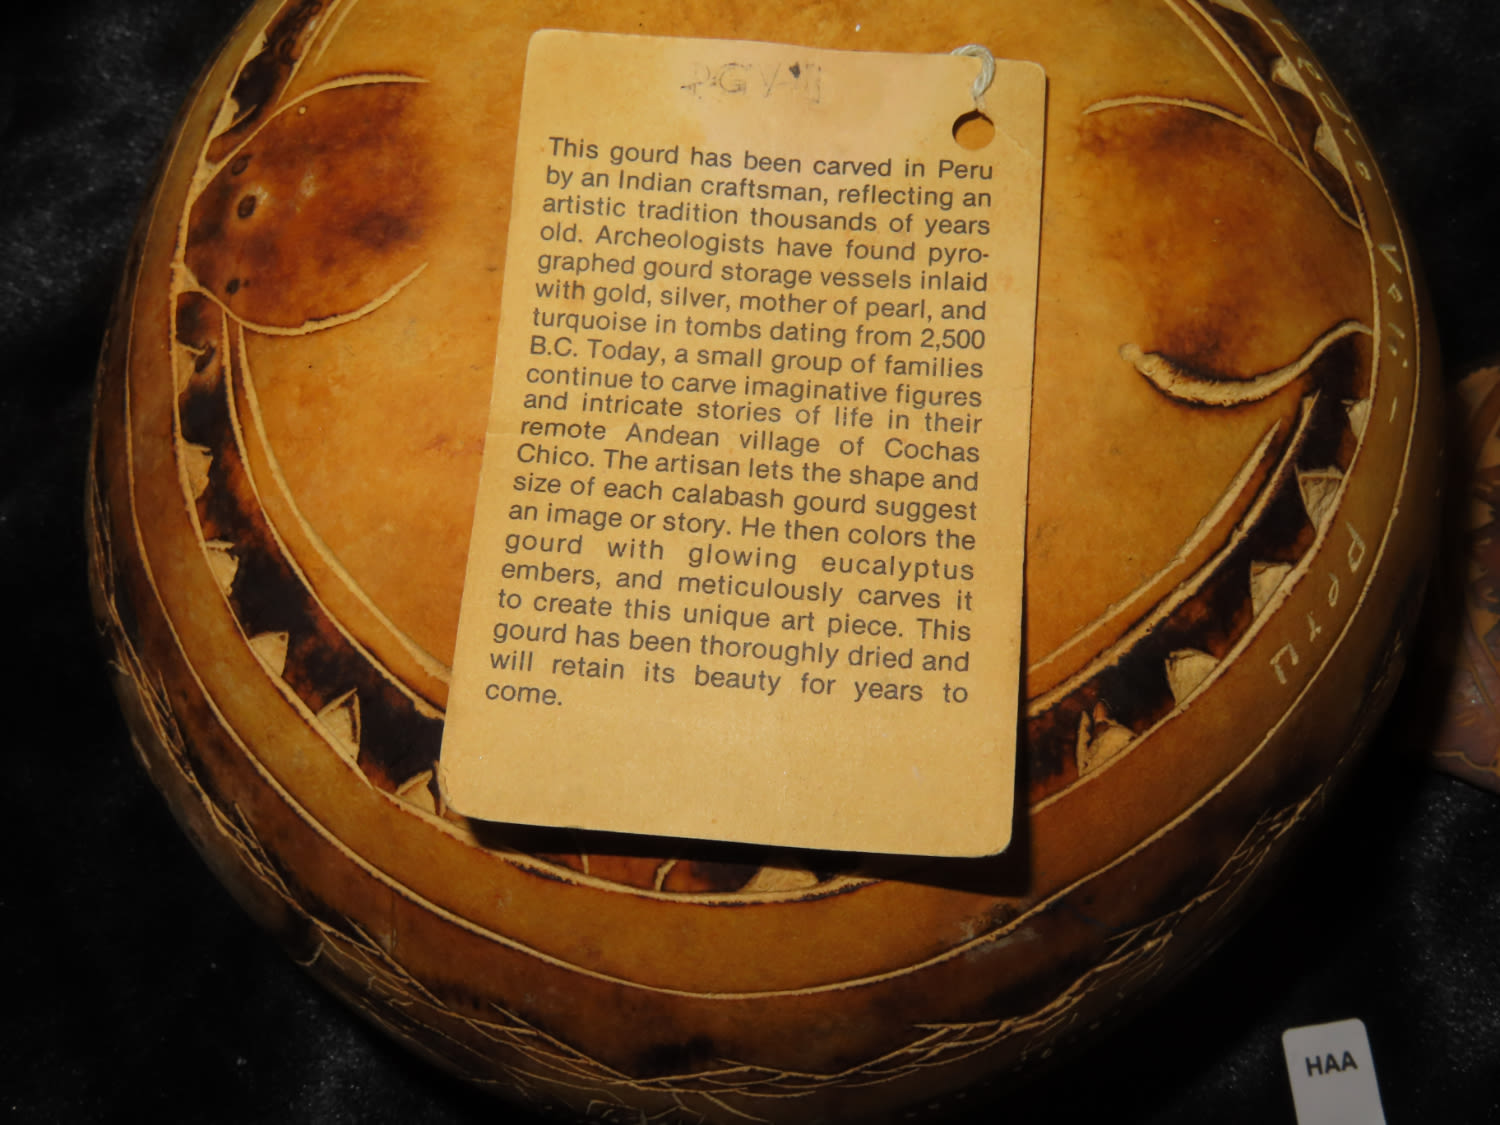 This gourd has been carved in Peru
by an Indian craftsman, reflecting an
artistic tradition thousands of years
old. Archeologists have found pyro-
graphed gourd storage vessels inlaid
with gold, silver, mother of pearl, and
turquoise in tombs dating from 2,500
B.C. Today, a small group of families
continue to carve imaginative figures
and intricate stories of life in their
remote Andean village of Cochas
Chico. The artisan lets the shape and
size of each calabash gourd suggest
an image or story. He then colors the
gourd with glowing eucalyptus
embers, and meticulously carves it
to create this unique art piece. This
gourd has been thoroughly dried and
will retain its beauty for years to
come.
Pedro Veli - Peru
HAA